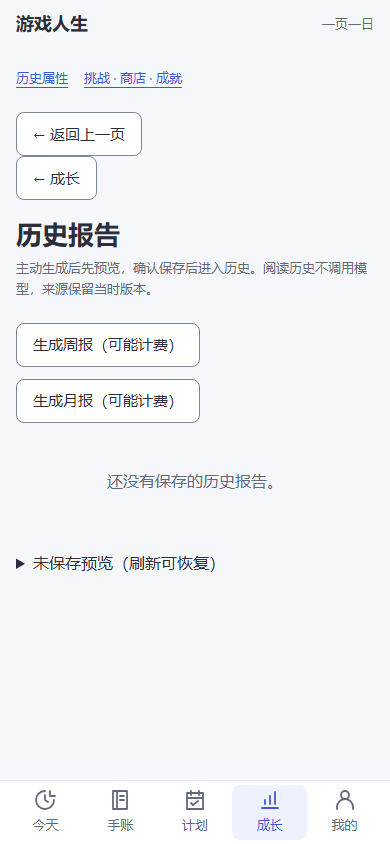 游戏人生
一页一日
历史属性 挑战 · 商店 · 成就
← 返回上一页
← 成长
历史报告
主动生成后先预览，确认保存后进入历史。阅读历史不调用模
型，来源保留当时版本。
生成周报（可能计费）
生成月报（可能计费）
还没有保存的历史报告。
▶ 未保存预览（刷新可恢复）
今天 手账 计划 成长 我的